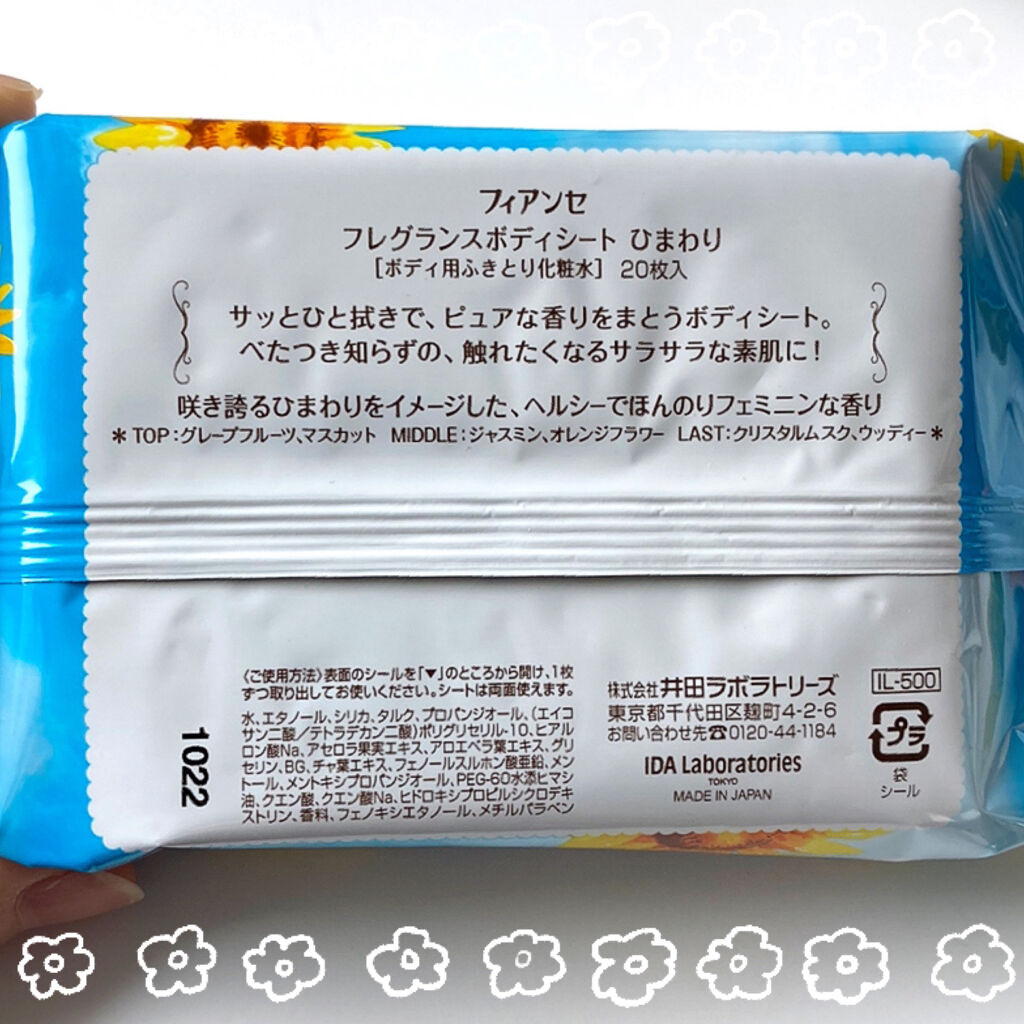 フィアンセ
フレグランスボディシート ひまわり
[ボディ用ふきとり化粧水] 20枚入
サッとひと拭きで、ピュアな香りをまとうボディシート。
べたつき知らずの、触れたくなるサラサラな素肌に!
咲き誇るひまわりをイメージした、ヘルシーでほんのりフェミニンな香り
*TOP:グレープフルーツ、マスカット MIDDLE:ジャスミン、オレンジフラワー LAST:クリスタルムスク、ウッディー*
《ご使用方法》表面のシールを「▼」のところから開け、1枚
ずつ取り出してお使いください。シートは両面使えます。
水、エタノール、シリカ、タルク、プロパンジオール、(エイコ
サン二酸/テトラデカン二酸)ポリグリセリル-10、ヒアル
ロン酸Na、アセロラ果実エキス、アロエベラ葉エキス、グリ
セリン、BG、チャ葉エキス、フェノールスルホン酸亜鉛、メン
トール、メントキシプロパンジオール、PEG-60水添ヒマシ
油、クエン酸、クエン酸Na、ヒドロキシプロピルシクロデキ
ストリン、香料、フェノキシエタノール、メチルパラベン
1022
株式会社 井田ラボラトリーズ
東京都千代田区麹町4-2-6
お問い合わせ先☎0120-44-1184
IDA Laboratories
TOKYO
MADE IN JAPAN
IL-500
プラ
袋
シール